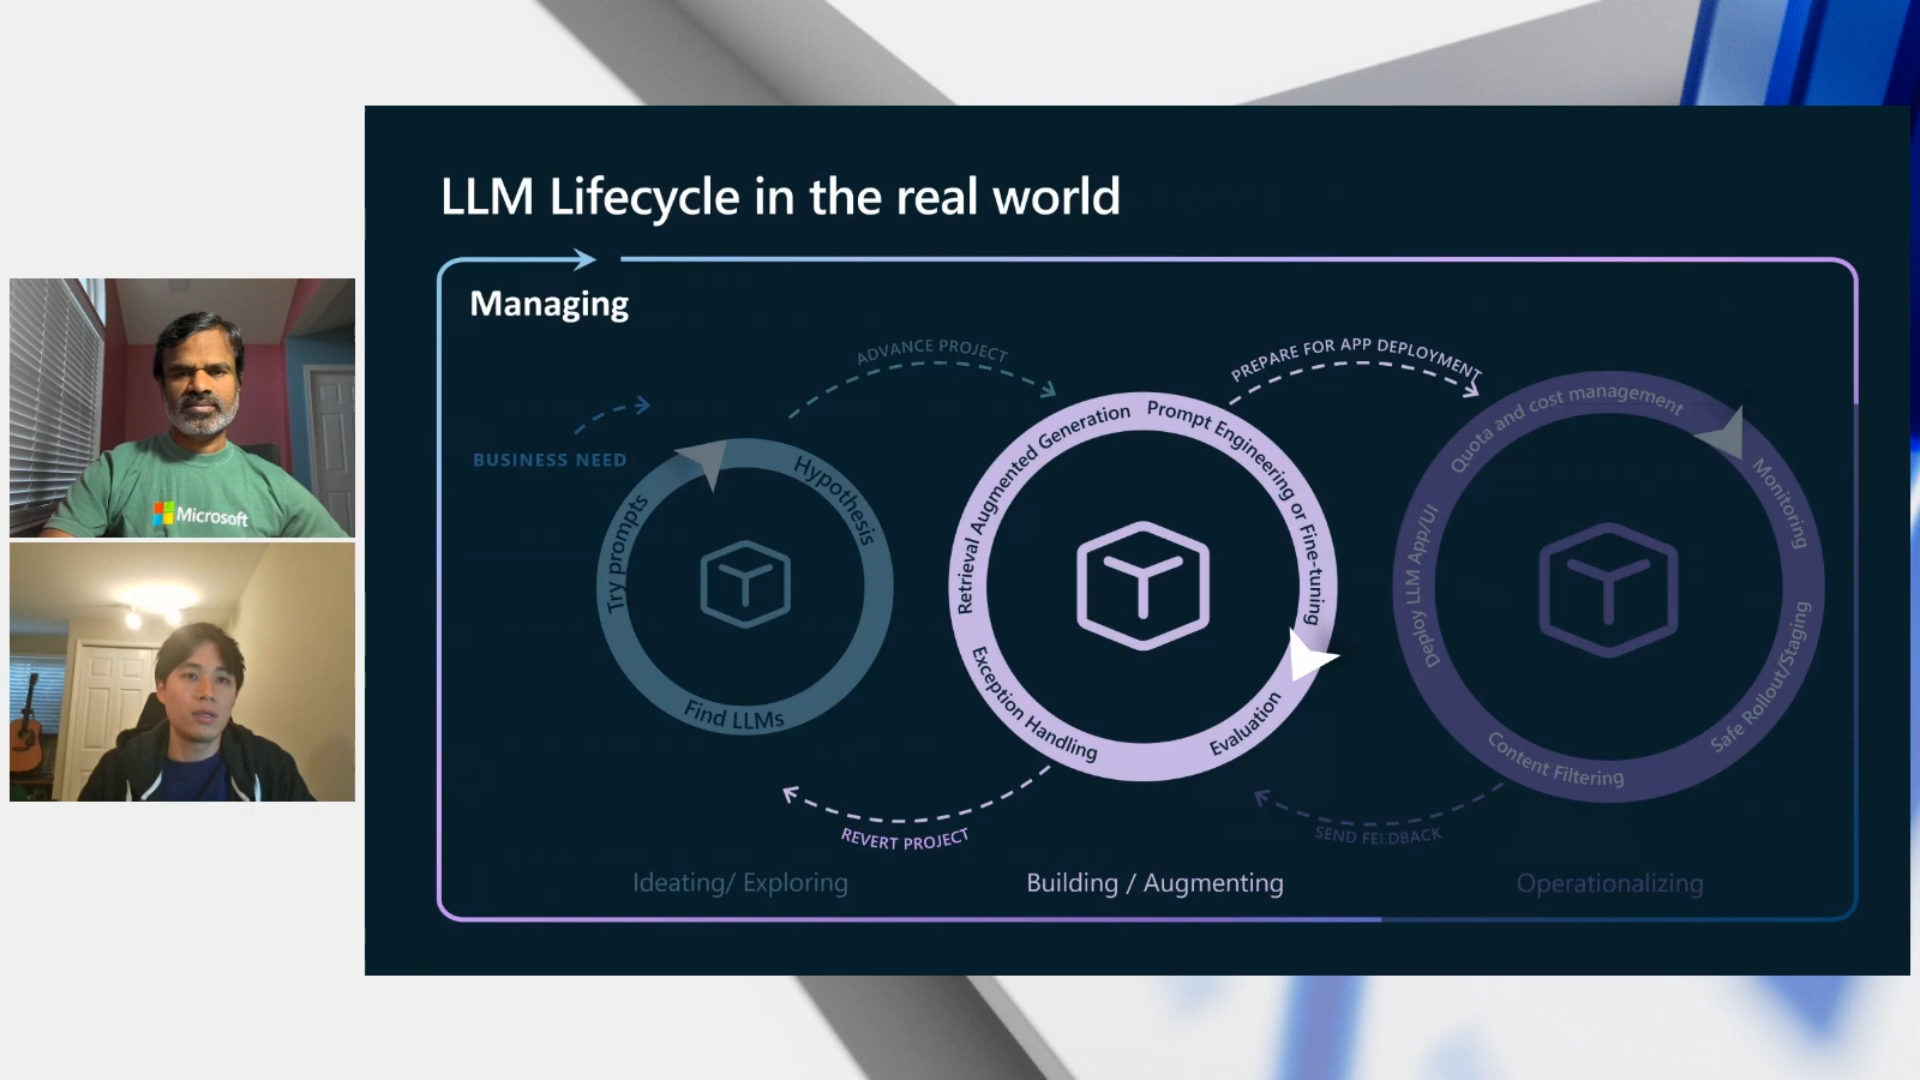 LLM Lifecycle in the real world
Managing
BUSINESS NEED
ADVANCE PROJECT
PREPARE FOR APP DEPLOYMENT
Try prompts
Hypothesis
Find LLMs
Retrieval Augmented Generation
Prompt Engineering or Fine-tuning
Exception Handling
Evaluation
Quota and cost management
Monitoring
Deploy LLM App/UI
Safe Rollout/Staging
Content Filtering
REVERT PROJECT
SEND FEEDBACK
Ideating/ Exploring
Building / Augmenting
Operationalizing
Microsoft